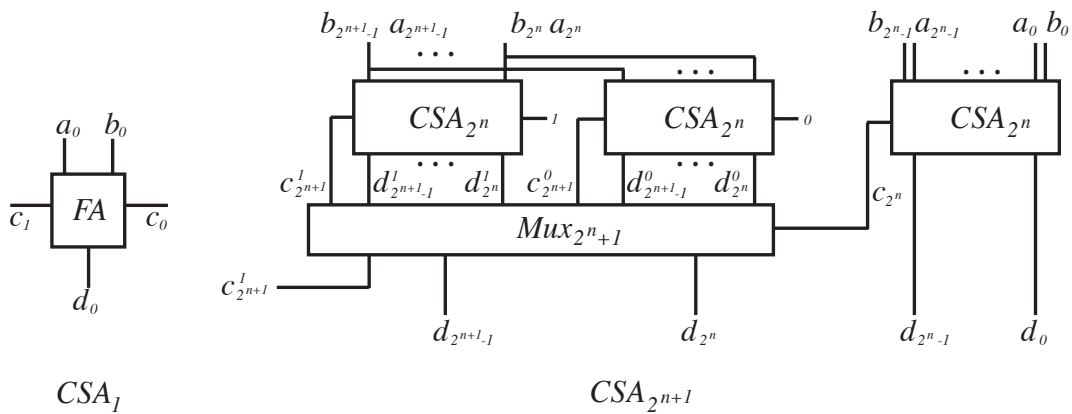 b_{2^{n+1}-1} a_{2^{n+1}-1} b_{2^n} a_{2^n} b_{2^n-1} a_{2^n-1} a_0 b_0
... ... ...
a_0 b_0 CSA_{2^n} 1 CSA_{2^n} 0 CSA_{2^n}
... ...
c^1_{2^{n+1}} d^1_{2^{n+1}-1} d^1_{2^n} c^0_{2^{n+1}} d^0_{2^{n+1}-1} d^0_{2^n} c_{2^n}
c_1 FA c_0 Mux_{2^n+1}
c^1_{2^{n+1}}
d_0 d_{2^{n+1}-1} d_{2^n} d_{2^n-1} d_0
CSA_1 CSA_{2^{n+1}}